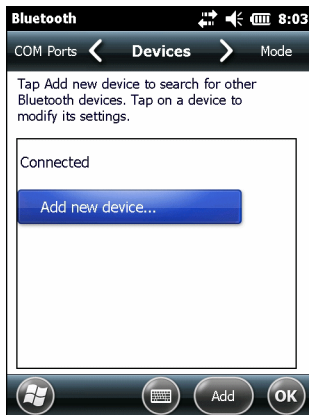 Bluetooth 8:03
COM Ports Devices Mode
Tap Add new device to search for other
Bluetooth devices. Tap on a device to
modify its settings.
Connected
Add new device...
Add OK